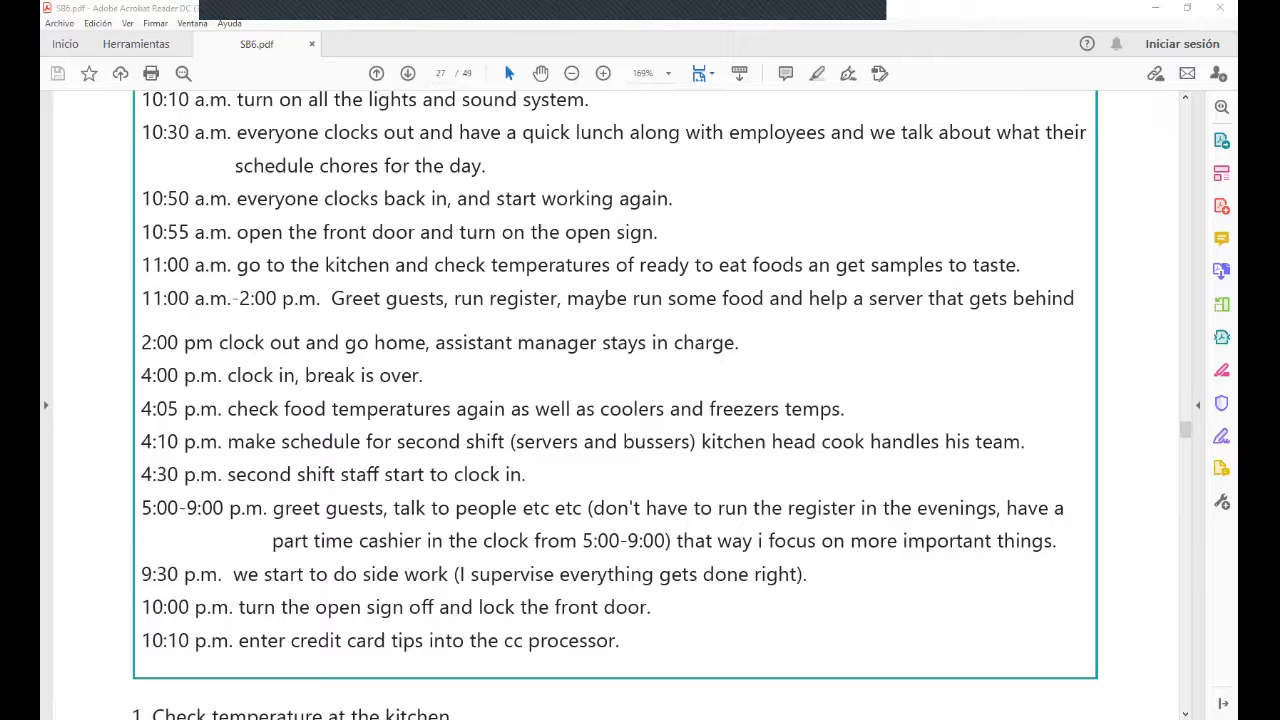 SB6.pdf - Adobe Acrobat Reader DC (
Archivo Edición Ver Firmar Ventana Ayuda
Inicio Herramientas SB6.pdf × Iniciar sesión
27 / 49 169%
10:10 a.m. turn on all the lights and sound system.
10:30 a.m. everyone clocks out and have a quick lunch along with employees and we talk about what their
schedule chores for the day.
10:50 a.m. everyone clocks back in, and start working again.
10:55 a.m. open the front door and turn on the open sign.
11:00 a.m. go to the kitchen and check temperatures of ready to eat foods an get samples to taste.
11:00 a.m.-2:00 p.m. Greet guests, run register, maybe run some food and help a server that gets behind
2:00 pm clock out and go home, assistant manager stays in charge.
4:00 p.m. clock in, break is over.
4:05 p.m. check food temperatures again as well as coolers and freezers temps.
4:10 p.m. make schedule for second shift (servers and bussers) kitchen head cook handles his team.
4:30 p.m. second shift staff start to clock in.
5:00-9:00 p.m. greet guests, talk to people etc etc (don't have to run the register in the evenings, have a
part time cashier in the clock from 5:00-9:00) that way i focus on more important things.
9:30 p.m. we start to do side work (I supervise everything gets done right).
10:00 p.m. turn the open sign off and lock the front door.
10:10 p.m. enter credit card tips into the cc processor.
1. Check temperature at the kitchen